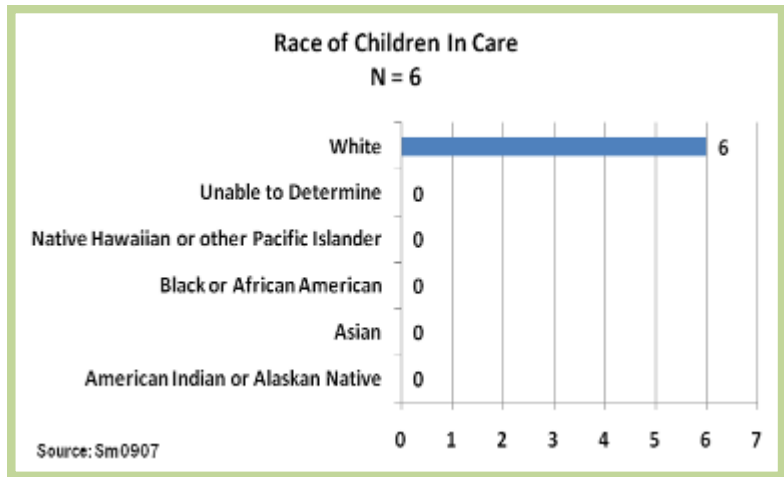 Race of Children In Care
N = 6
White 6
Unable to Determine 0
Native Hawaiian or other Pacific Islander 0
Black or African American 0
Asian 0
American Indian or Alaskan Native 0
0 1 2 3 4 5 6 7
Source: Sm0907